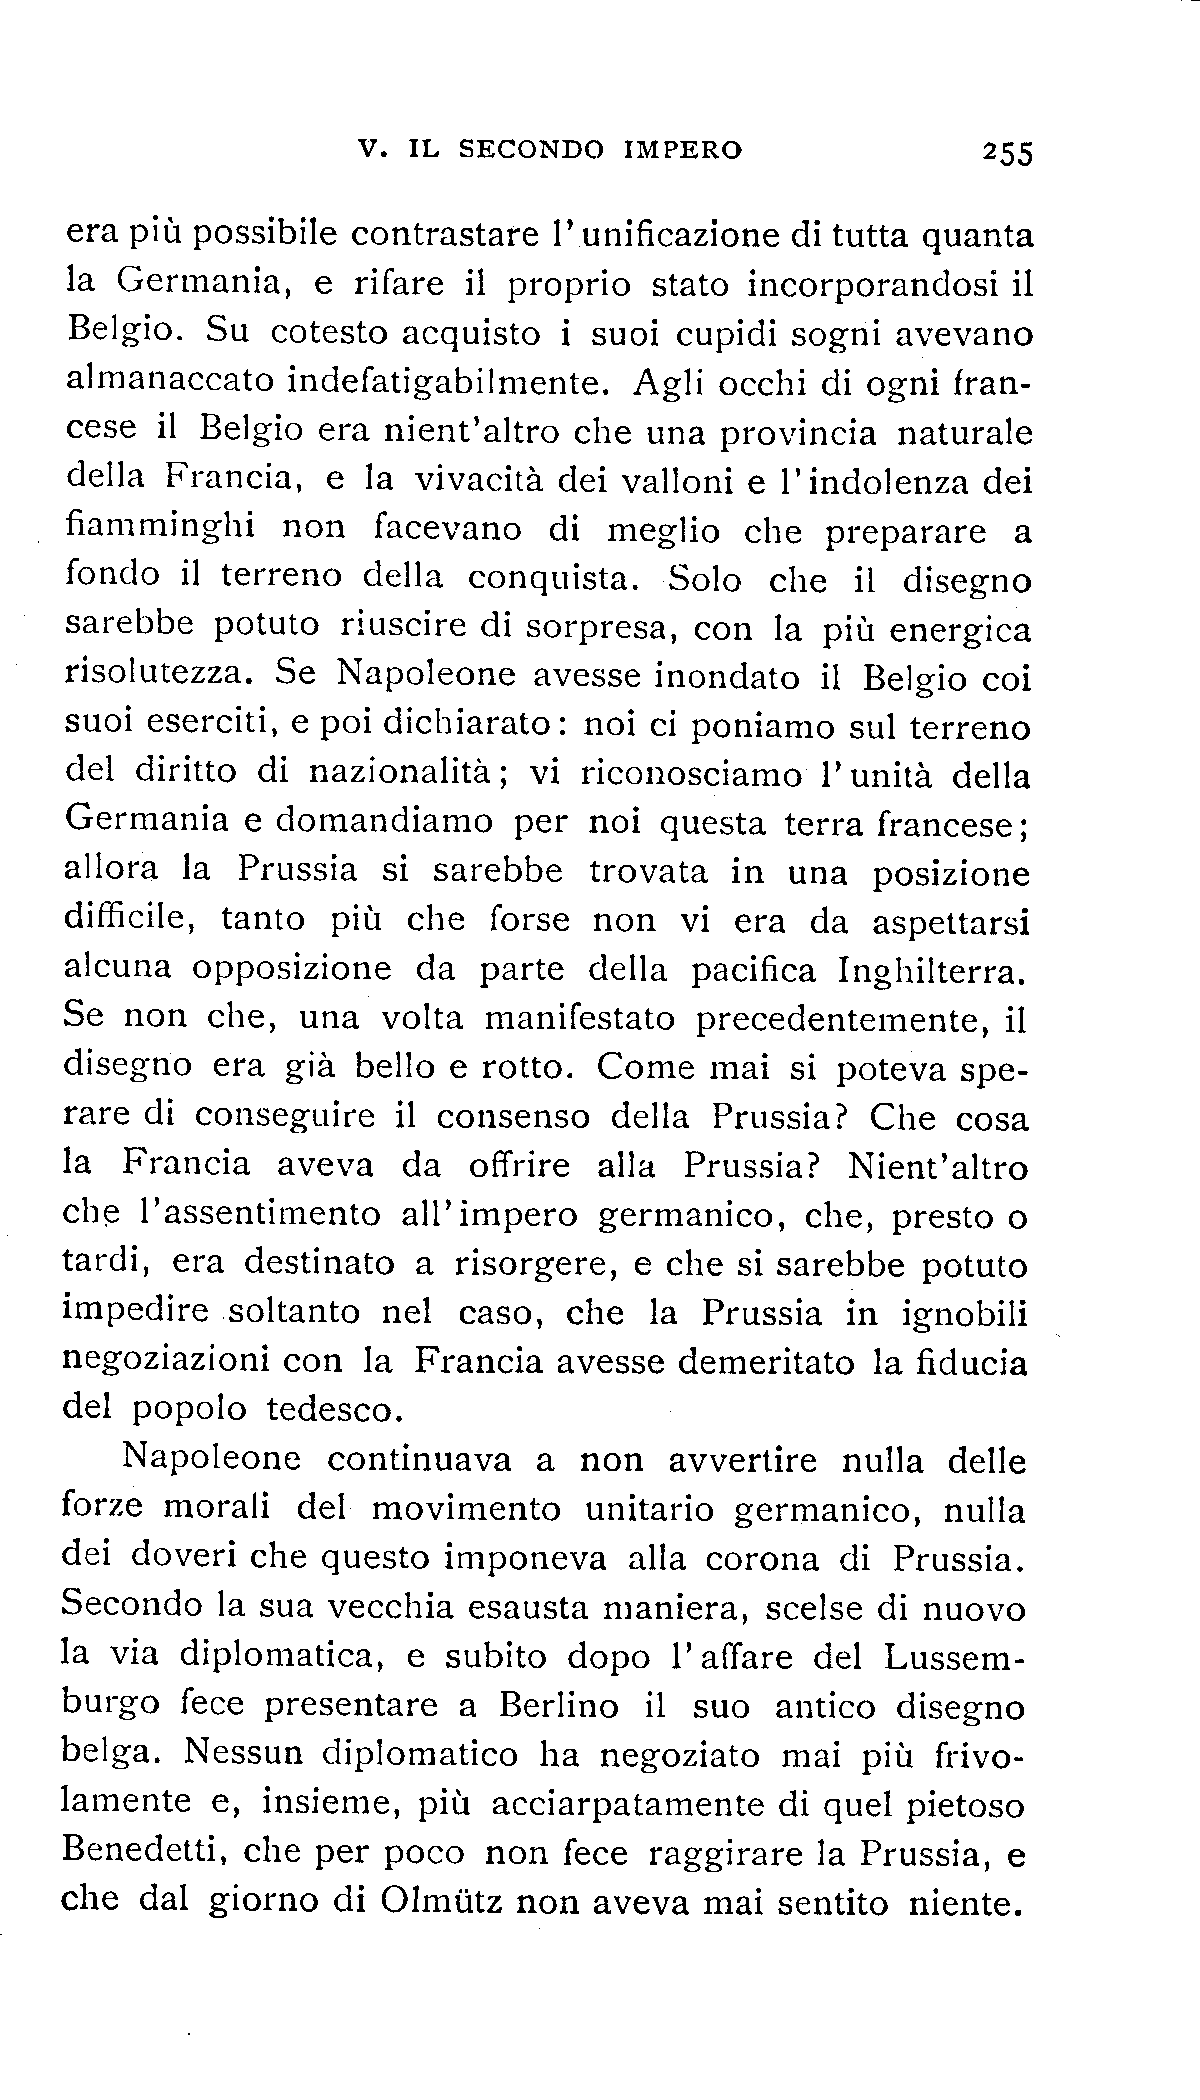 V. IL SECONDO IMPERO 255
era più possibile contrastare l'unificazione di tutta quanta
la Germania, e rifare il proprio stato incorporandosi il
Belgio. Su cotesto acquisto i suoi cupidi sogni avevano
almanaccato indefatigabilmente. Agli occhi di ogni fran-
cese il Belgio era nient'altro che una provincia naturale
della Francia, e la vivacità dei valloni e l'indolenza dei
fiamminghi non facevano di meglio che preparare a
fondo il terreno della conquista. Solo che il disegno
sarebbe potuto riuscire di sorpresa, con la più energica
risolutezza. Se Napoleone avesse inondato il Belgio coi
suoi eserciti, e poi dichiarato: noi ci poniamo sul terreno
del diritto di nazionalità; vi riconosciamo l'unità della
Germania e domandiamo per noi questa terra francese;
allora la Prussia si sarebbe trovata in una posizione
difficile, tanto più che forse non vi era da aspettarsi
alcuna opposizione da parte della pacifica Inghilterra.
Se non che, una volta manifestato precedentemente, il
disegno era già bello e rotto. Come mai si poteva spe-
rare di conseguire il consenso della Prussia? Che cosa
la Francia aveva da offrire alla Prussia? Nient'altro
che l'assentimento all'impero germanico, che, presto o
tardi, era destinato a risorgere, e che si sarebbe potuto
impedire soltanto nel caso, che la Prussia in ignobili
negoziazioni con la Francia avesse demeritato la fiducia
del popolo tedesco.
Napoleone continuava a non avvertire nulla delle
forze morali del movimento unitario germanico, nulla
dei doveri che questo imponeva alla corona di Prussia.
Secondo la sua vecchia esausta maniera, scelse di nuovo
la via diplomatica, e subito dopo l'affare del Lussem-
burgo fece presentare a Berlino il suo antico disegno
belga. Nessun diplomatico ha negoziato mai più frivo-
lamente e, insieme, più acciarpatamente di quel pietoso
Benedetti, che per poco non fece raggirare la Prussia, e
che dal giorno di Olmütz non aveva mai sentito niente.